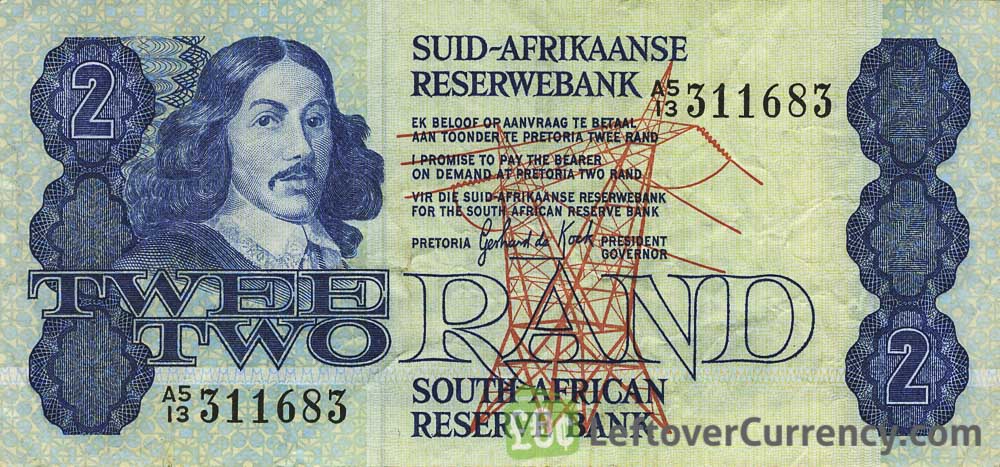 2
SUID-AFRIKAANSE
RESERWEBANK
A5/13 311683
EK BELOOF OP AANVRAAG TE BETAAL
AAN TOONDER TE PRETORIA TWEE RAND
I PROMISE TO PAY THE BEARER
ON DEMAND AT PRETORIA TWO RAND
VIR DIE SUID-AFRIKAANSE RESERWEBANK
FOR THE SOUTH AFRICAN RESERVE BANK
PRETORIA Gerhard de Kock PRESIDENT
GOVERNOR
TWEE
TWO
RAND
2
A5/13 311683
SOUTH AFRICAN
RESERVE BANK
LeftoverCurrency.com